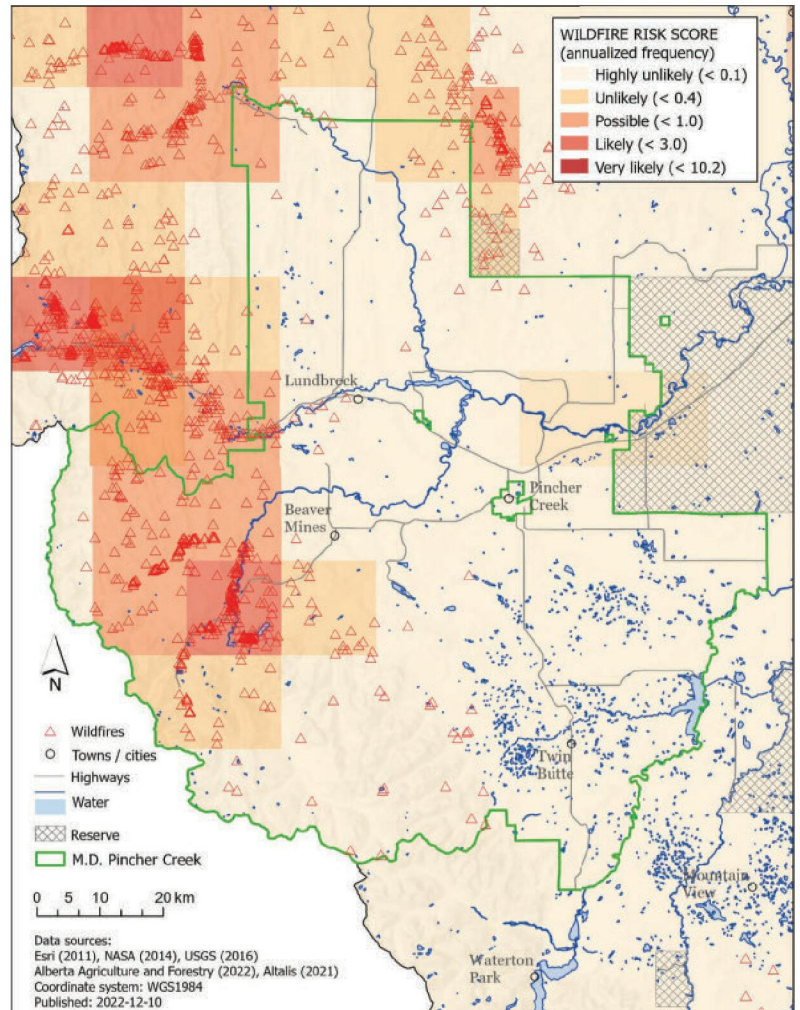 WILDFIRE RISK SCORE
(annualized frequency)
Highly unlikely (< 0.1)
Unlikely (< 0.4)
Possible (< 1.0)
Likely (< 3.0)
Very likely (< 10.2)
Lundbreck
Pincher
Creek
Beaver
Mines
N
Twin
Butte
Mountain
View
Waterton
Park
Wildfires
Towns / cities
Highways
Water
Reserve
M.D. Pincher Creek
0 5 10 20 km
Data sources:
Esri (2011), NASA (2014), USGS (2016)
Alberta Agriculture and Forestry (2022), Altalis (2021)
Coordinate system: WGS1984
Published: 2022-12-10